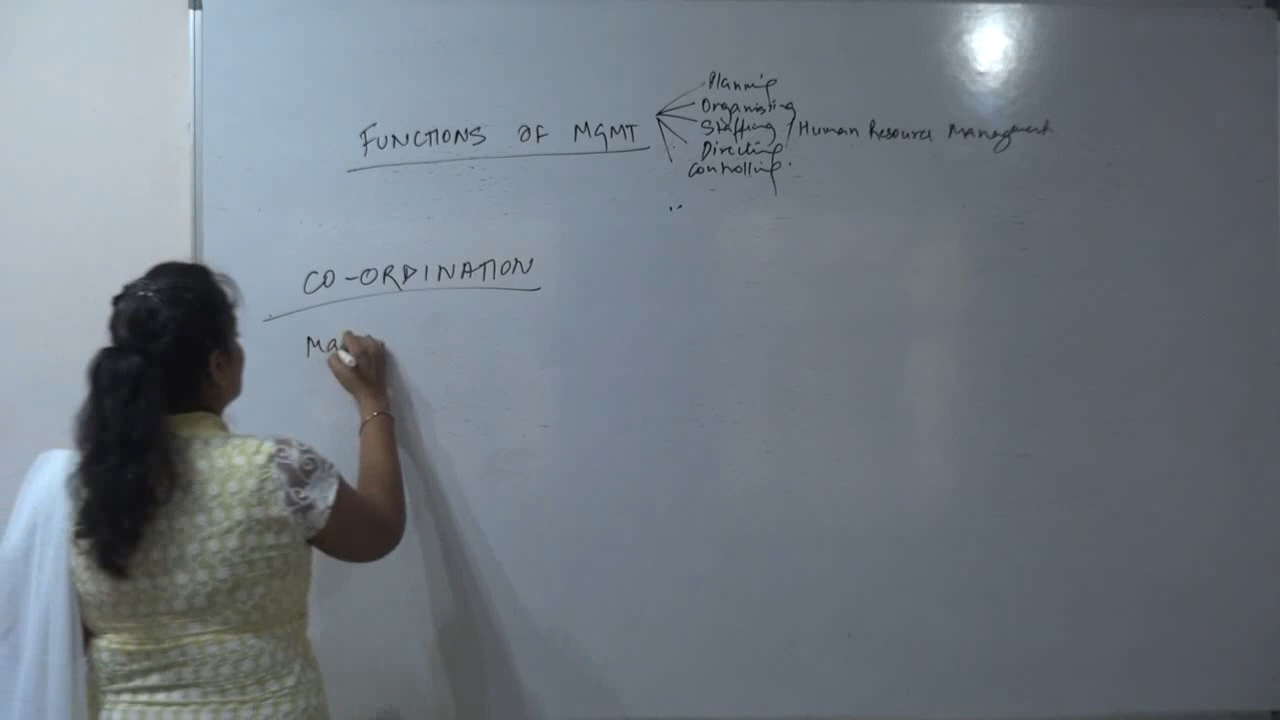 Planning
Organising
FUNCTIONS OF MGMT Staffing Human Resource Management
Directing
Controlling
CO-ORDINATION
Ma